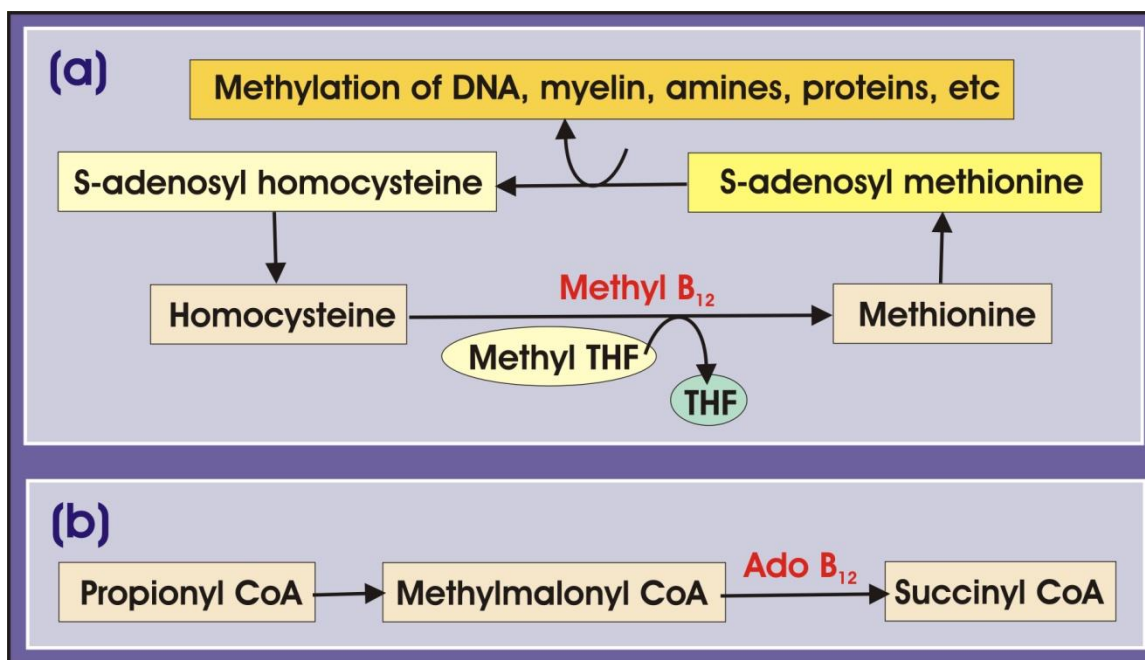 (a)
Methylation of DNA, myelin, amines, proteins, etc
S-adenosyl homocysteine
S-adenosyl methionine
Methyl B₁₂
Homocysteine
Methionine
Methyl THF
THF
(b)
Ado B₁₂
Propionyl CoA
Methylmalonyl CoA
Succinyl CoA